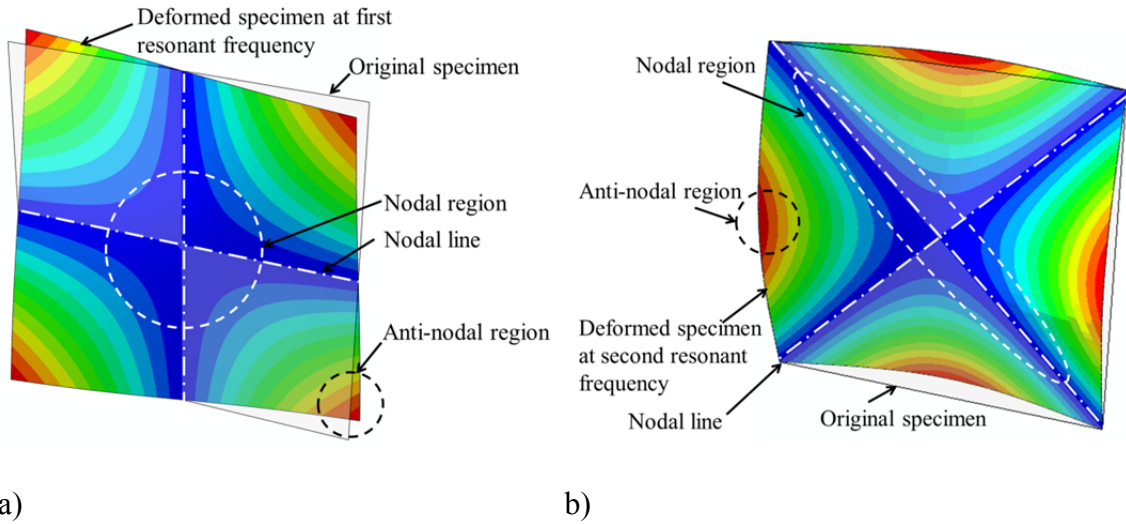 Deformed specimen at first
resonant frequency
Original specimen
Nodal region
Nodal line
Anti-nodal region
a)
Nodal region
Anti-nodal region
Deformed specimen
at second resonant
frequency
Nodal line
Original specimen
b)